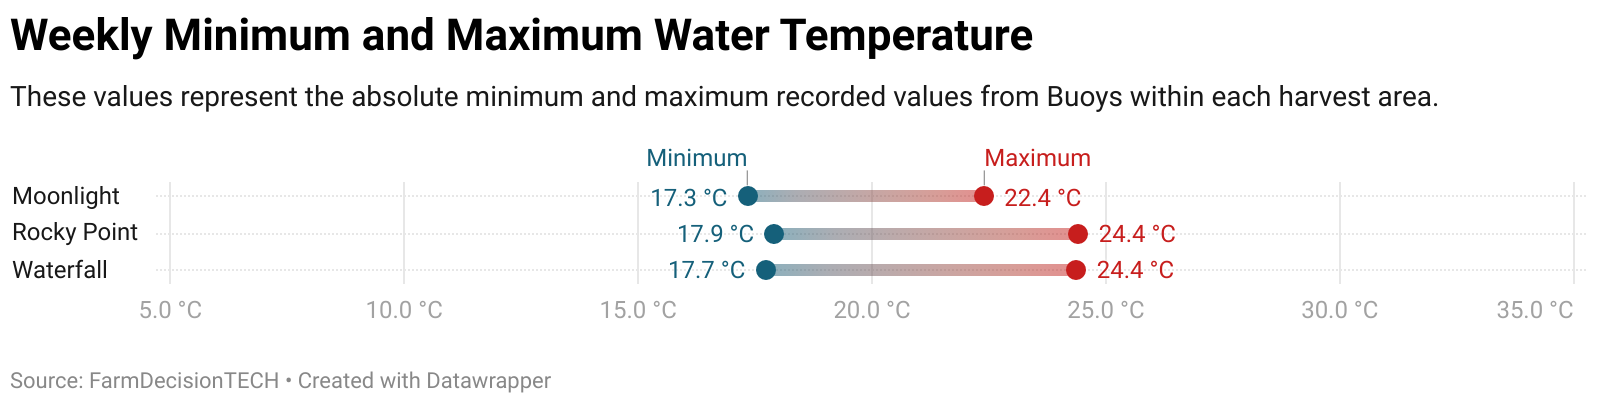 Weekly Minimum and Maximum Water Temperature
These values represent the absolute minimum and maximum recorded values from Buoys within each harvest area.
Minimum Maximum
Moonlight 17.3 °C 22.4 °C
Rocky Point 17.9 °C 24.4 °C
Waterfall 17.7 °C 24.4 °C
5.0 °C 10.0 °C 15.0 °C 20.0 °C 25.0 °C 30.0 °C 35.0 °C
Source: FarmDecisionTECH • Created with Datawrapper